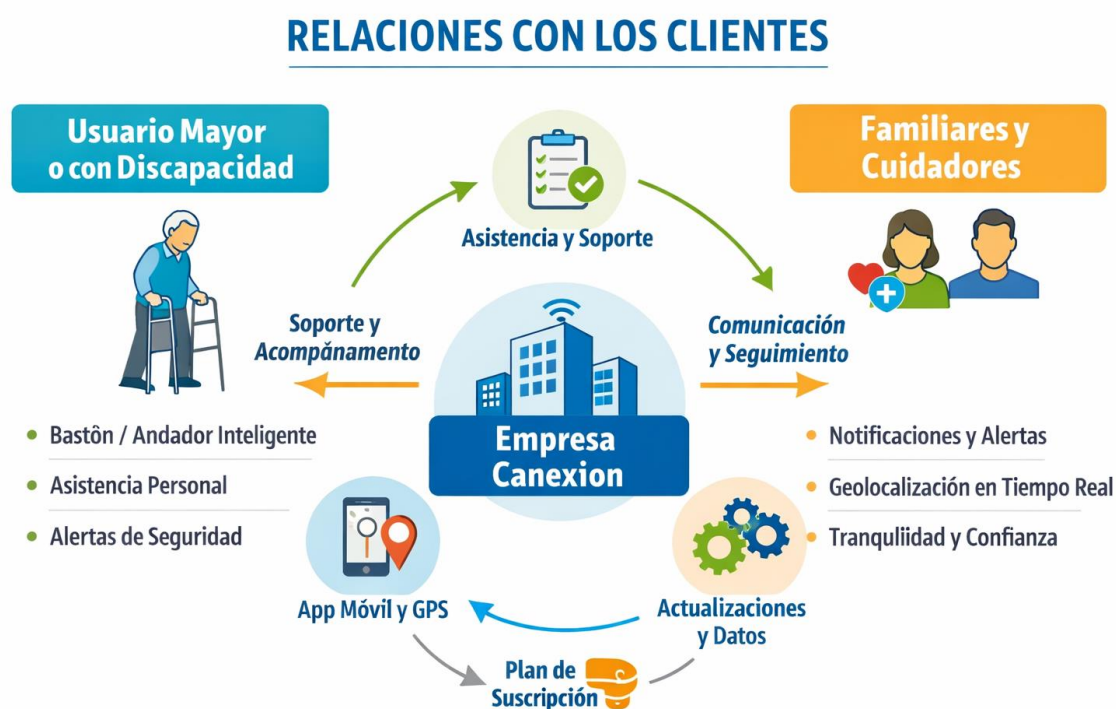 RELACIONES CON LOS CLIENTES
Usuario Mayor
o con Discapacidad
Familiares y
Cuidadores
Asistencia y Soporte
Soporte y
Acompǎnamento
Comunicación
y Seguimiento
Empresa
Canexion
• Bastôn / Andador Inteligente
• Asistencia Personal
• Alertas de Seguridad
• Notificaciones y Alertas
• Geolocalización en Tiempo Real
• Tranquliidad y Confianza
App Móvil y GPS
Actualizaciones
y Datos
Plan de
Suscripción